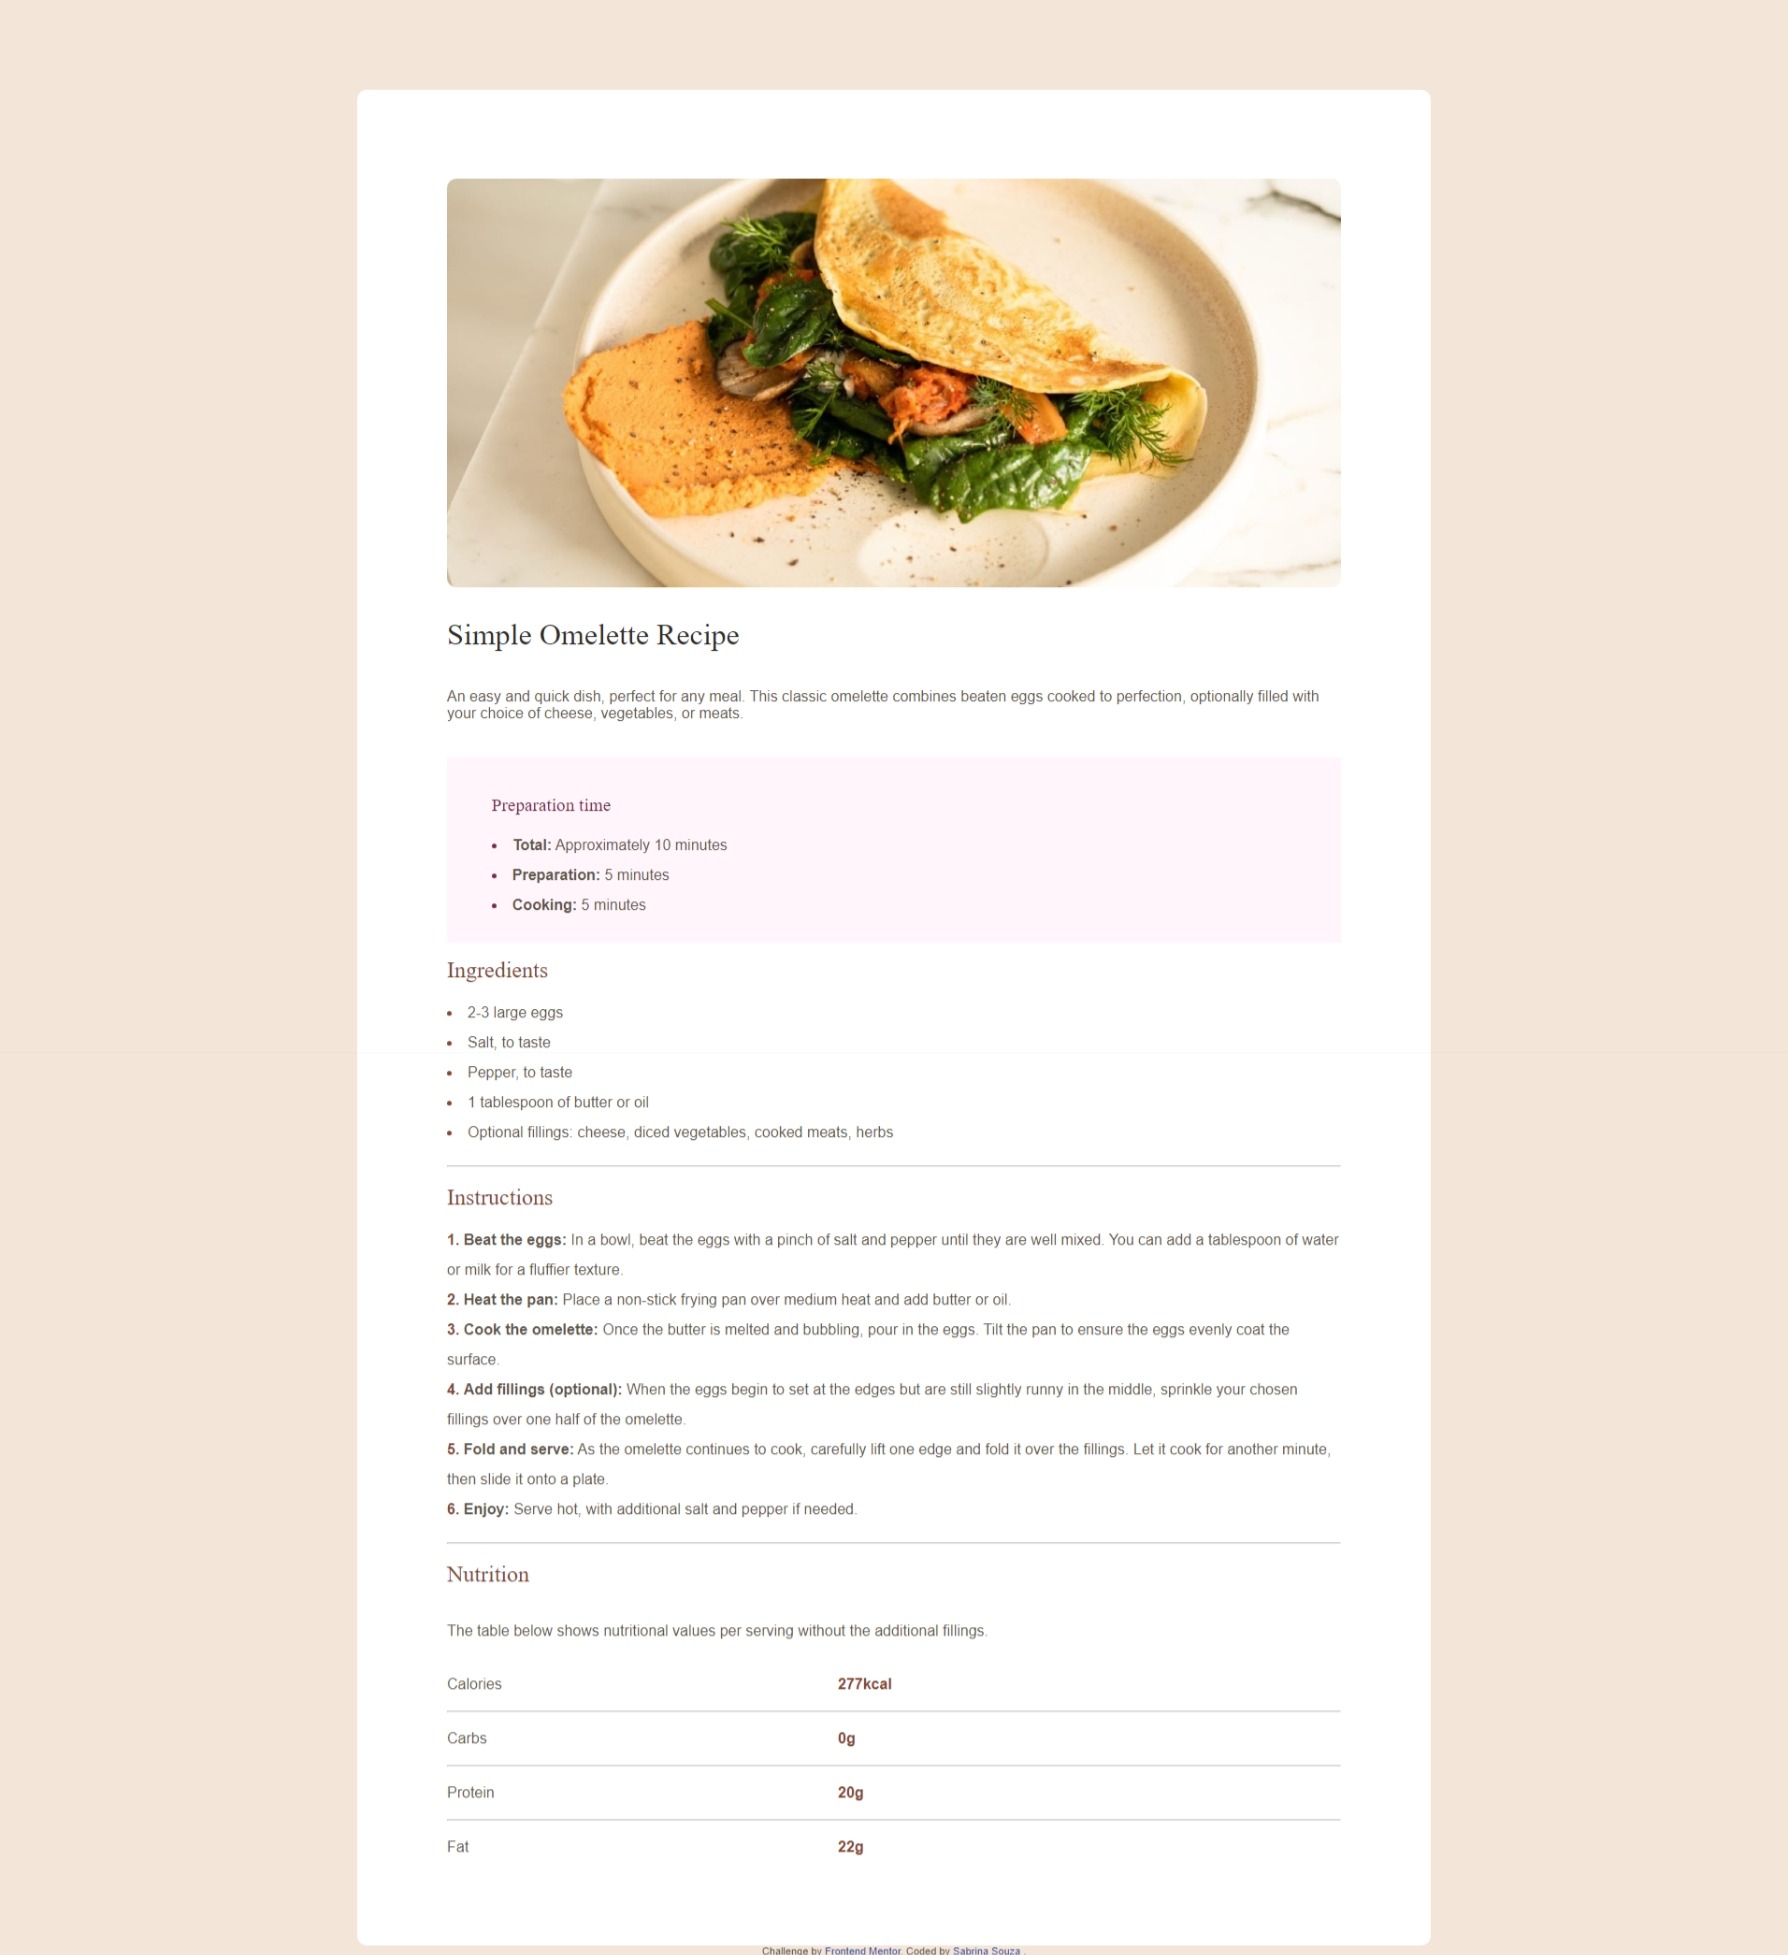 Simple Omelette Recipe
An easy and quick dish, perfect for any meal. This classic omelette combines beaten eggs cooked to perfection, optionally filled with
your choice of cheese, vegetables, or meats.
Preparation time
• Total: Approximately 10 minutes
• Preparation: 5 minutes
• Cooking: 5 minutes
Ingredients
• 2-3 large eggs
• Salt, to taste
• Pepper, to taste
• 1 tablespoon of butter or oil
• Optional fillings: cheese, diced vegetables, cooked meats, herbs
Instructions
1. Beat the eggs: In a bowl, beat the eggs with a pinch of salt and pepper until they are well mixed. You can add a tablespoon of water
or milk for a fluffier texture.
2. Heat the pan: Place a non-stick frying pan over medium heat and add butter or oil.
3. Cook the omelette: Once the butter is melted and bubbling, pour in the eggs. Tilt the pan to ensure the eggs evenly coat the
surface.
4. Add fillings (optional): When the eggs begin to set at the edges but are still slightly runny in the middle, sprinkle your chosen
fillings over one half of the omelette.
5. Fold and serve: As the omelette continues to cook, carefully lift one edge and fold it over the fillings. Let it cook for another minute,
then slide it onto a plate.
6. Enjoy: Serve hot, with additional salt and pepper if needed.
Nutrition
The table below shows nutritional values per serving without the additional fillings.
Calories 277kcal
Carbs 0g
Protein 20g
Fat 22g
Challenge by Frontend Mentor. Coded by Sabrina Souza .